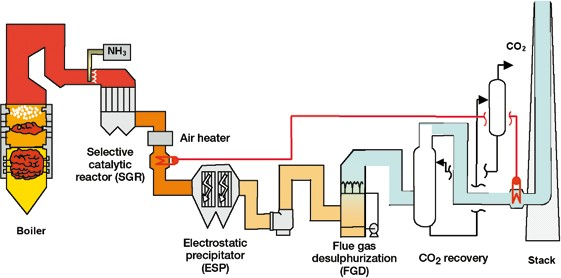 NH3
CO2
Air heater
Selective
catalytic
reactor (SGR)
Boiler
Electrostatic
precipitator
(ESP)
Flue gas
desulphurization
(FGD)
CO2 recovery
Stack